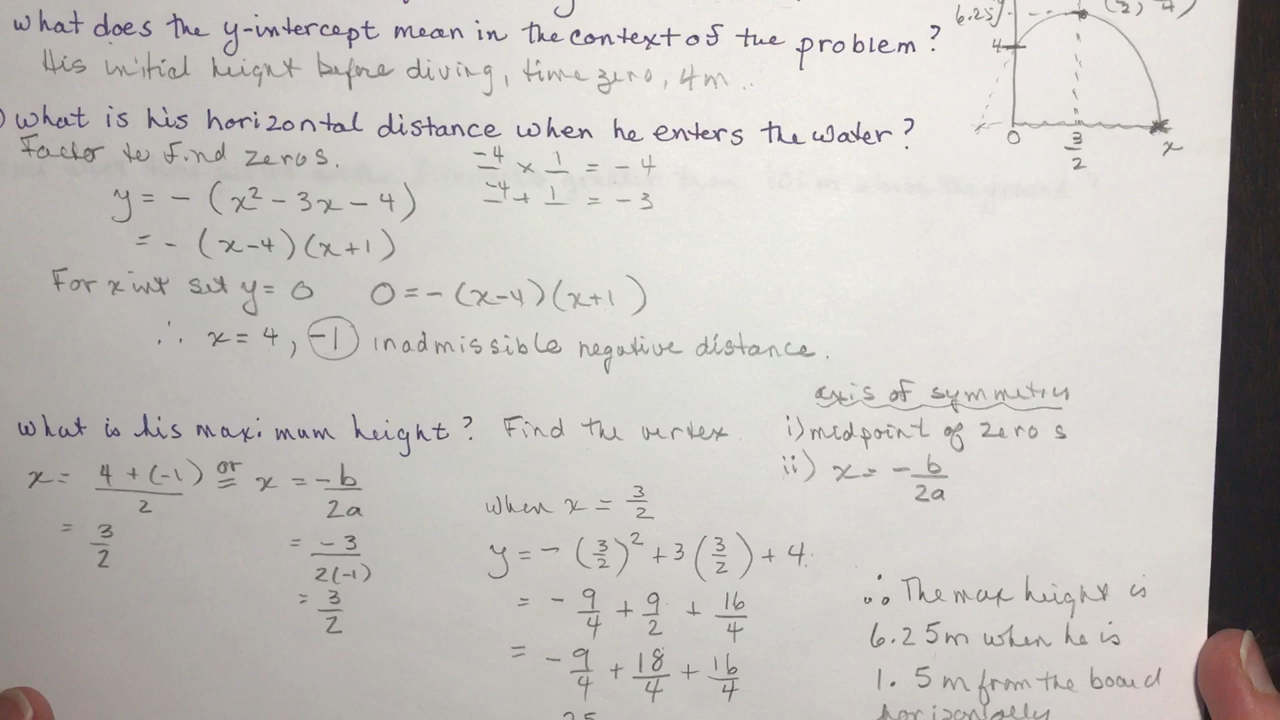 what does the y-intercept mean in the context of the problem?
His initial height before diving, time zero, 4m..
) what is his horizontal distance when he enters the water?
Factor to find zeros.
-4 × 1 = -4
-4 + 1 = -3
y = - (x² - 3x - 4)
= - (x-4)(x+1)
For x int set y = 0   0 = - (x-4)(x+1)
∴ x = 4, -1 inadmissible negative distance.
6.25
4
0
3/2
x
what is his maximum height? Find the vertex
x = (4 + (-1))/2 or x = -b/2a
= 3/2
= -3/2(-1)
= 3/2
when x = 3/2
y = - (3/2)² + 3(3/2) + 4.
= - 9/4 + 9/2 + 16/4
= - 9/4 + 18/4 + 16/4
25
axis of symmetry
i) midpoint of zeros
ii) x = - b/2a
∴ The max height is
6.25m when he is
1.5m from the board
horizontally